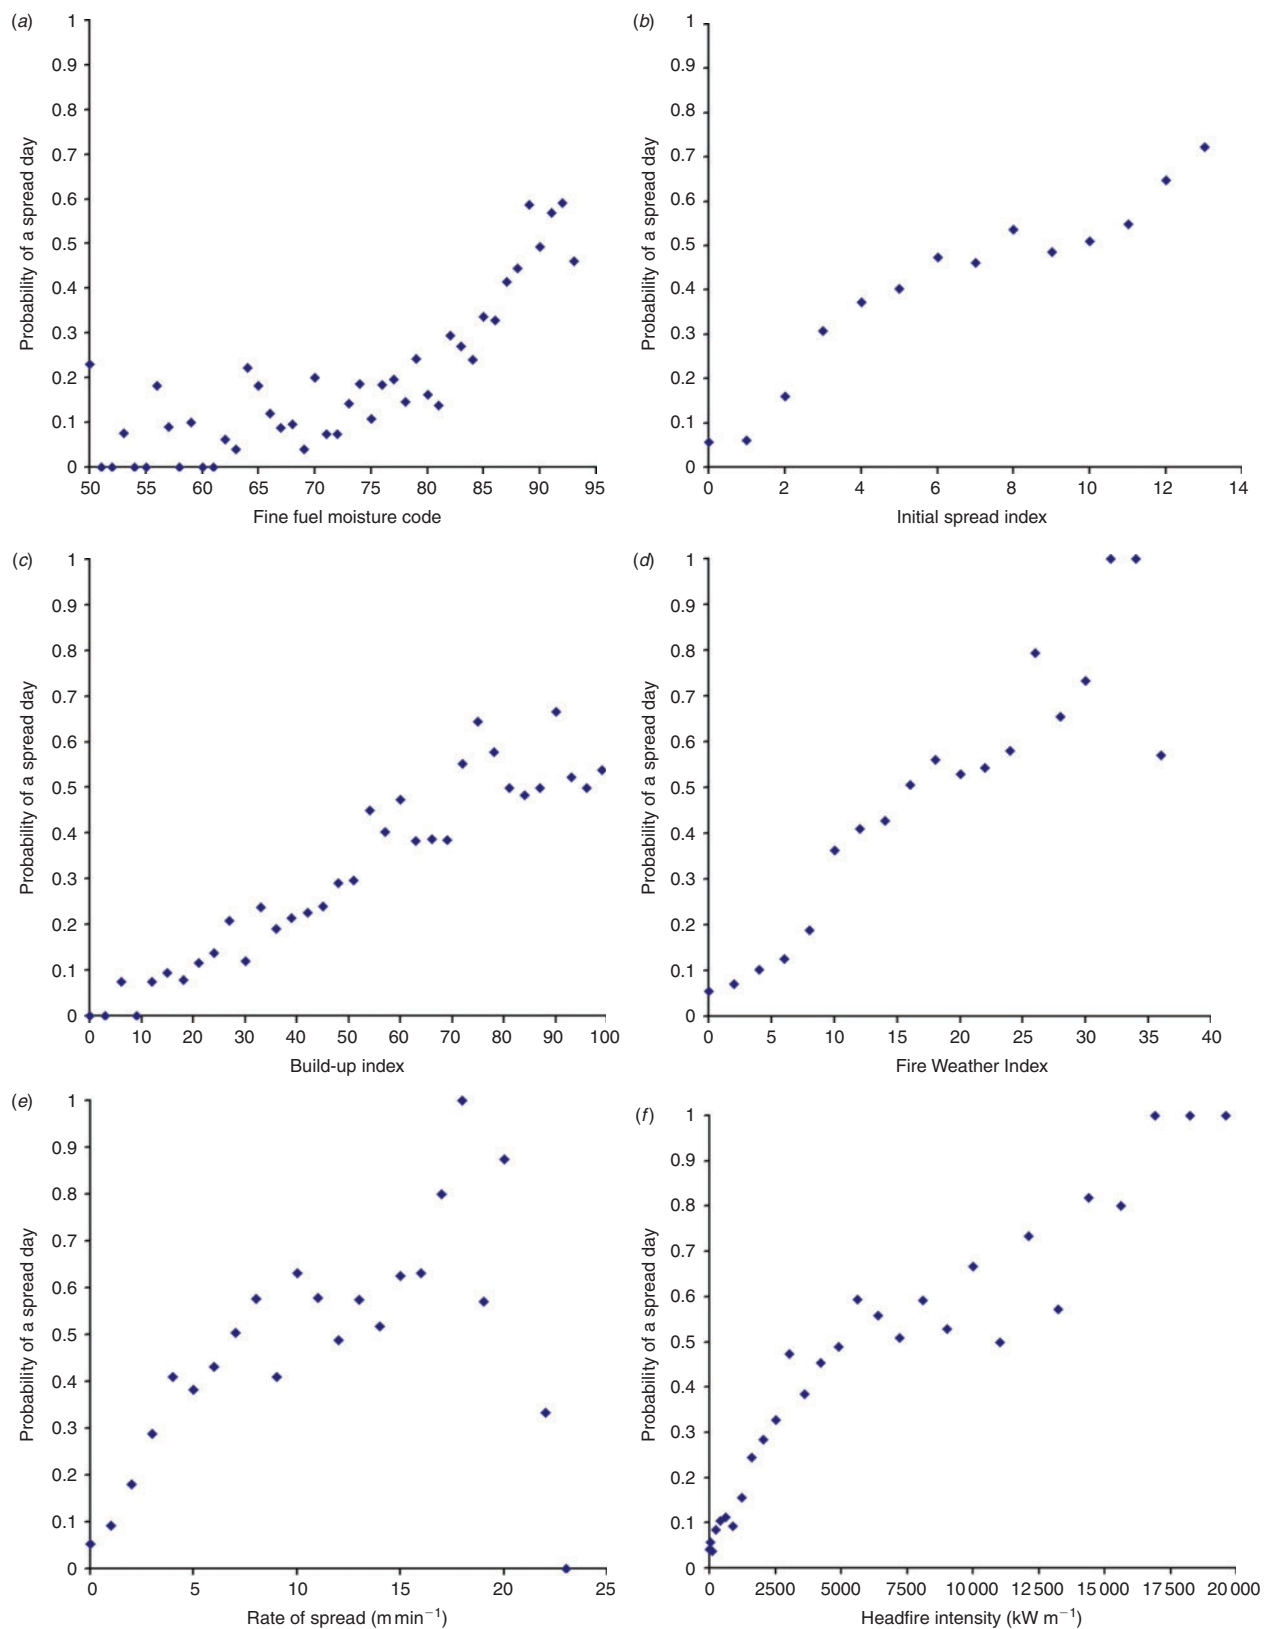 (a)
1
0.9
0.8
0.7
0.6
0.5
0.4
0.3
0.2
0.1
0
Probability of a spread day
50 55 60 65 70 75 80 85 90 95
Fine fuel moisture code
(b)
1
0.9
0.8
0.7
0.6
0.5
0.4
0.3
0.2
0.1
0
Probability of a spread day
0 2 4 6 8 10 12 14
Initial spread index
(c)
1
0.9
0.8
0.7
0.6
0.5
0.4
0.3
0.2
0.1
0
Probability of a spread day
0 10 20 30 40 50 60 70 80 90 100
Build-up index
(d)
1
0.9
0.8
0.7
0.6
0.5
0.4
0.3
0.2
0.1
0
Probability of a spread day
0 5 10 15 20 25 30 35 40
Fire Weather Index
(e)
1
0.9
0.8
0.7
0.6
0.5
0.4
0.3
0.2
0.1
0
Probability of a spread day
0 5 10 15 20 25
Rate of spread (m min⁻¹)
(f)
1
0.9
0.8
0.7
0.6
0.5
0.4
0.3
0.2
0.1
0
Probability of a spread day
0 2500 5000 7500 10 000 12 500 15 000 17 500 20 000
Headfire intensity (kW m⁻¹)